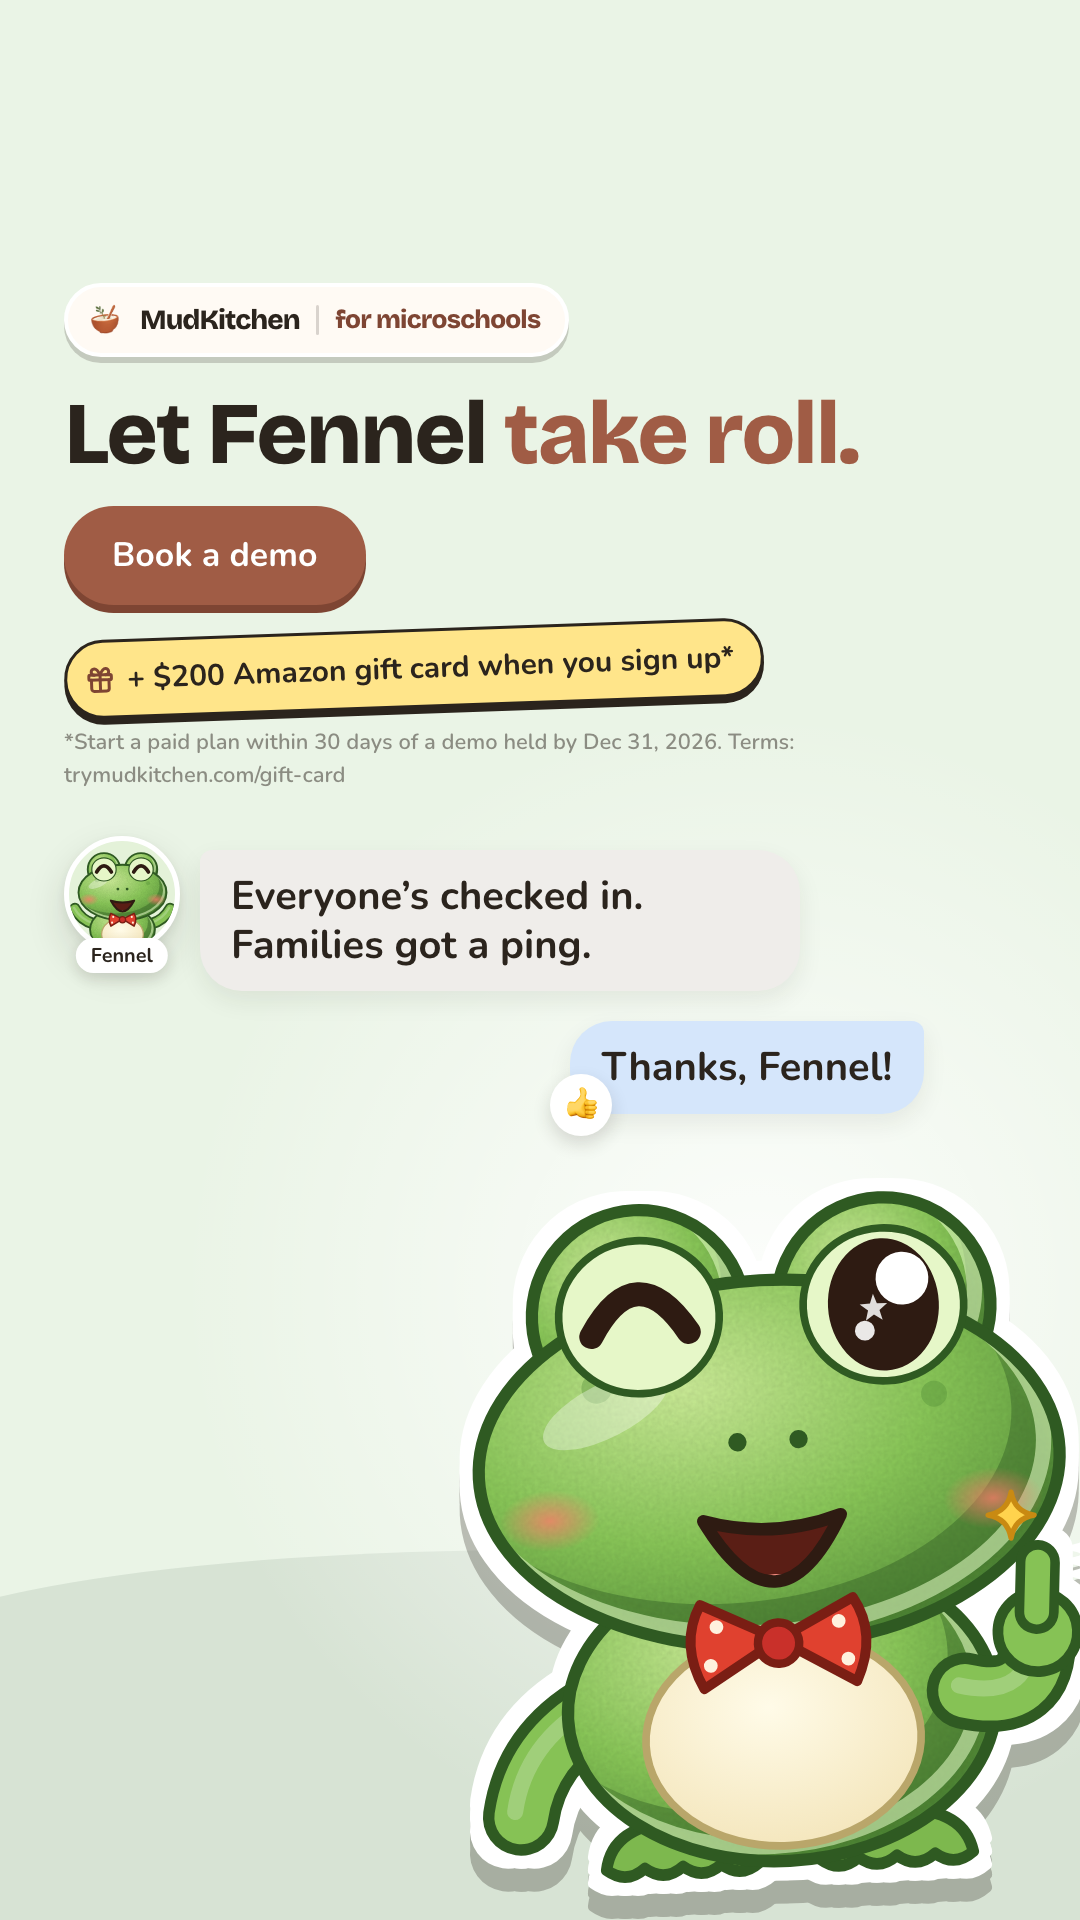 MudKitchen | for microschools
Let Fennel take roll.
Book a demo
+ $200 Amazon gift card when you sign up*
*Start a paid plan within 30 days of a demo held by Dec 31, 2026. Terms:
trymudkitchen.com/gift-card
Everyone’s checked in.
Families got a ping.
Fennel
Thanks, Fennel!